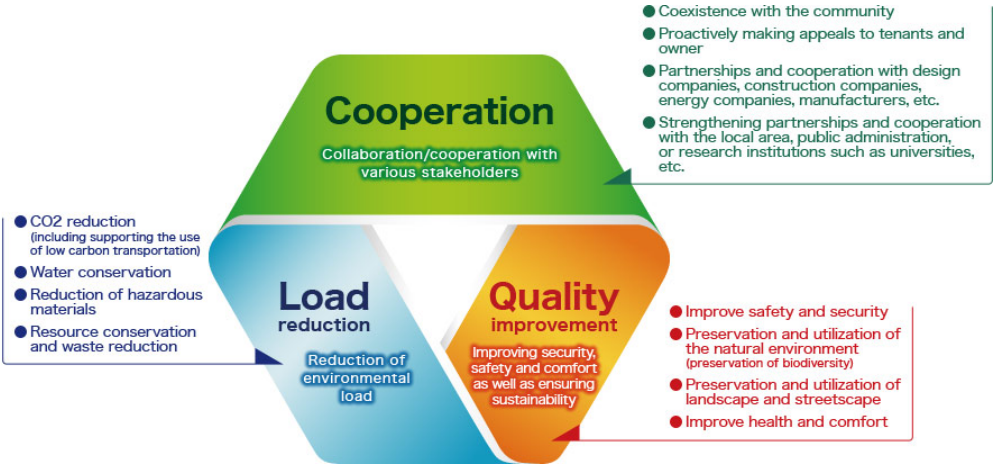 ● Coexistence with the community
● Proactively making appeals to tenants and
owner
● Partnerships and cooperation with design
companies, construction companies,
energy companies, manufacturers, etc.
● Strengthening partnerships and cooperation
with the local area, public administration,
or research institutions such as universities,
etc.
Cooperation
Collaboration/cooperation with
various stakeholders
● CO2 reduction
(including supporting the use
of low carbon transportation)
● Water conservation
● Reduction of hazardous
materials
● Resource conservation
and waste reduction
Load
reduction
Reduction of
environmental
load
Quality
improvement
Improving security,
safety and comfort
as well as ensuring
sustainability
● Improve safety and security
● Preservation and utilization of
the natural environment
(preservation of biodiversity)
● Preservation and utilization of
landscape and streetscape
● Improve health and comfort